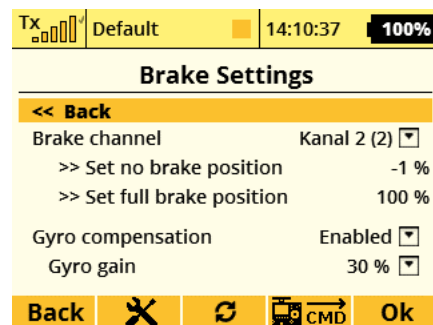 Tx Default 14:10:37 100%
Brake Settings
<< Back
Brake channel Kanal 2 (2)
>> Set no brake position -1 %
>> Set full brake position 100 %
Gyro compensation Enabled
Gyro gain 30 %
Back CMD Ok